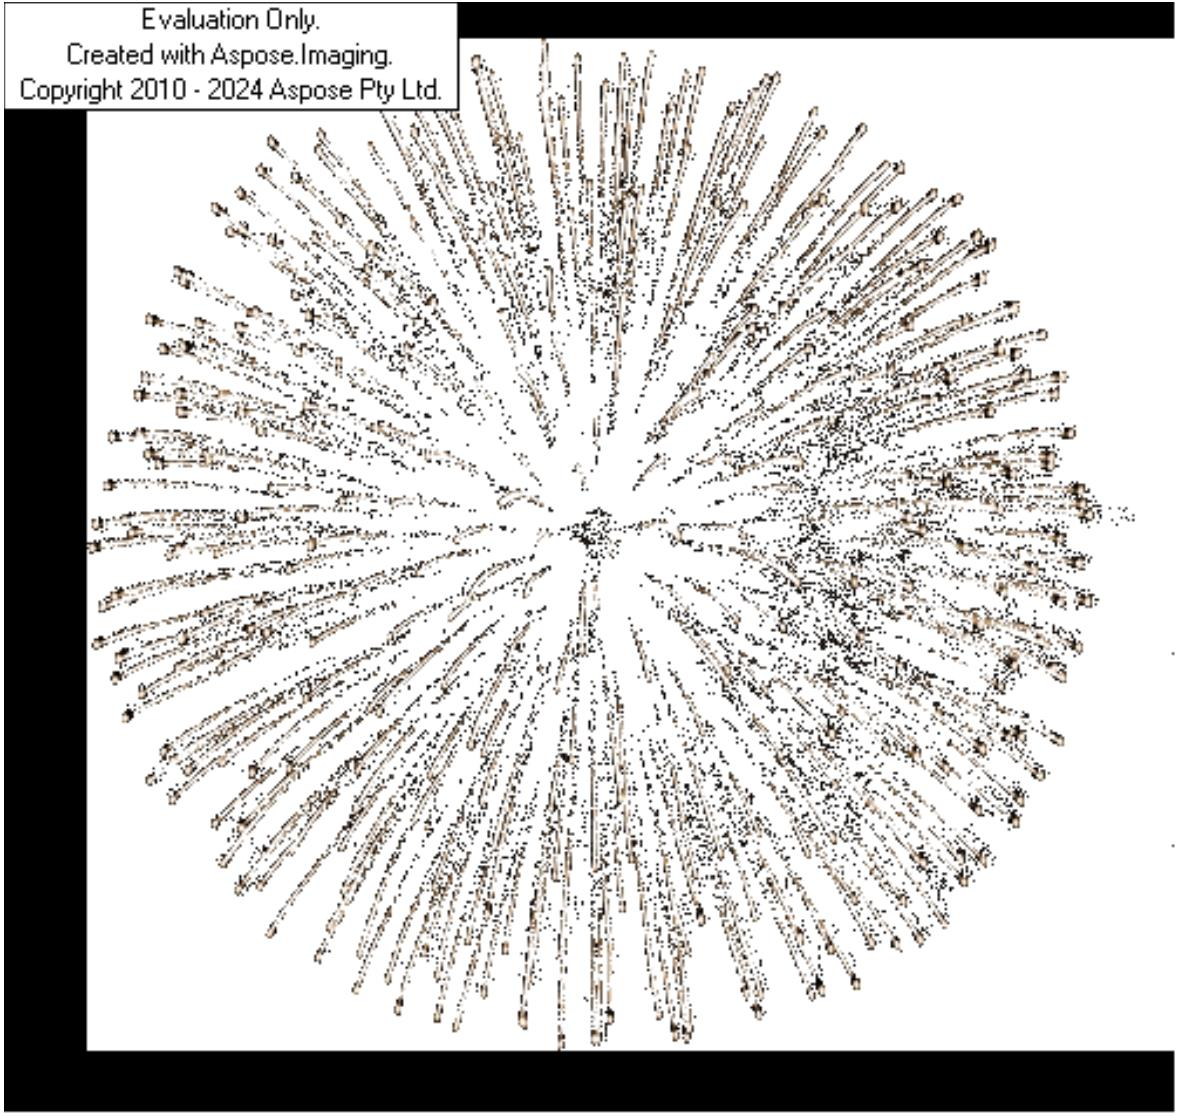 Evaluation Only.
Created with Aspose.Imaging.
Copyright 2010 - 2024 Aspose Pty Ltd.